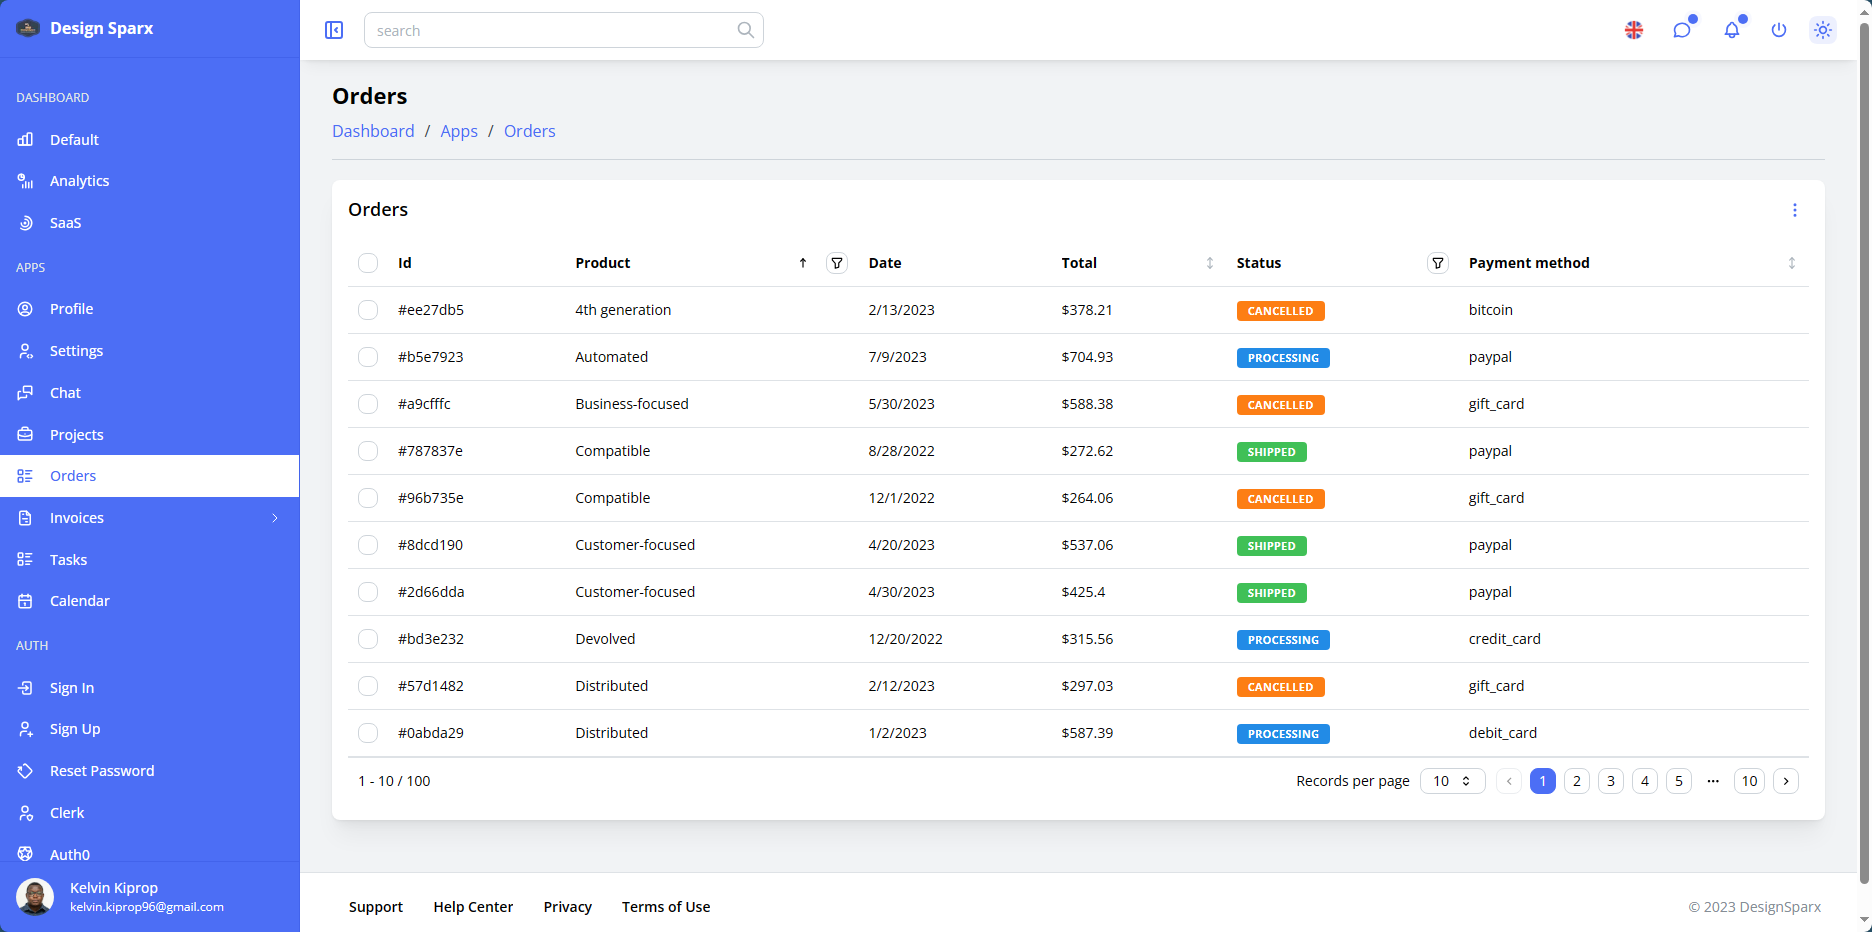 Design Sparx
DASHBOARD
Default
Analytics
SaaS
APPS
Profile
Settings
Chat
Projects
Orders
Invoices
Tasks
Calendar
AUTH
Sign In
Sign Up
Reset Password
Clerk
Auth0
Kelvin Kiprop
kelvin.kiprop96@gmail.com
search
Orders
Dashboard / Apps / Orders
Orders
Id Product Date Total Status Payment method
#ee27db5 4th generation 2/13/2023 $378.21 CANCELLED bitcoin
#b5e7923 Automated 7/9/2023 $704.93 PROCESSING paypal
#a9cfffc Business-focused 5/30/2023 $588.38 CANCELLED gift_card
#787837e Compatible 8/28/2022 $272.62 SHIPPED paypal
#96b735e Compatible 12/1/2022 $264.06 CANCELLED gift_card
#8dcd190 Customer-focused 4/20/2023 $537.06 SHIPPED paypal
#2d66dda Customer-focused 4/30/2023 $425.4 SHIPPED paypal
#bd3e232 Devolved 12/20/2022 $315.56 PROCESSING credit_card
#57d1482 Distributed 2/12/2023 $297.03 CANCELLED gift_card
#0abda29 Distributed 1/2/2023 $587.39 PROCESSING debit_card
1 - 10 / 100 Records per page 10 1 2 3 4 5 ··· 10
Support Help Center Privacy Terms of Use © 2023 DesignSparx